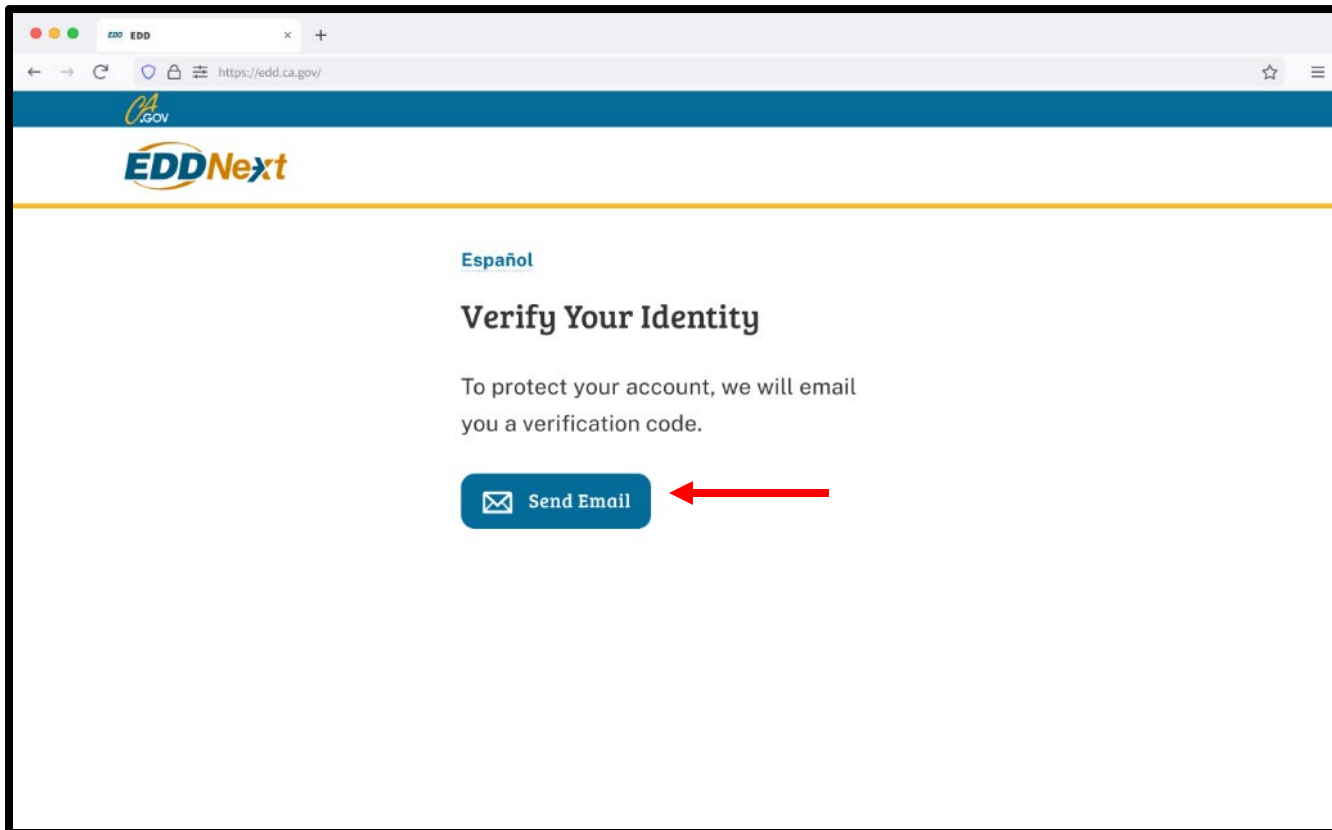 EDD EDD
https://edd.ca.gov/
CA.GOV
EDDNext
Español
Verify Your Identity
To protect your account, we will email
you a verification code.
Send Email